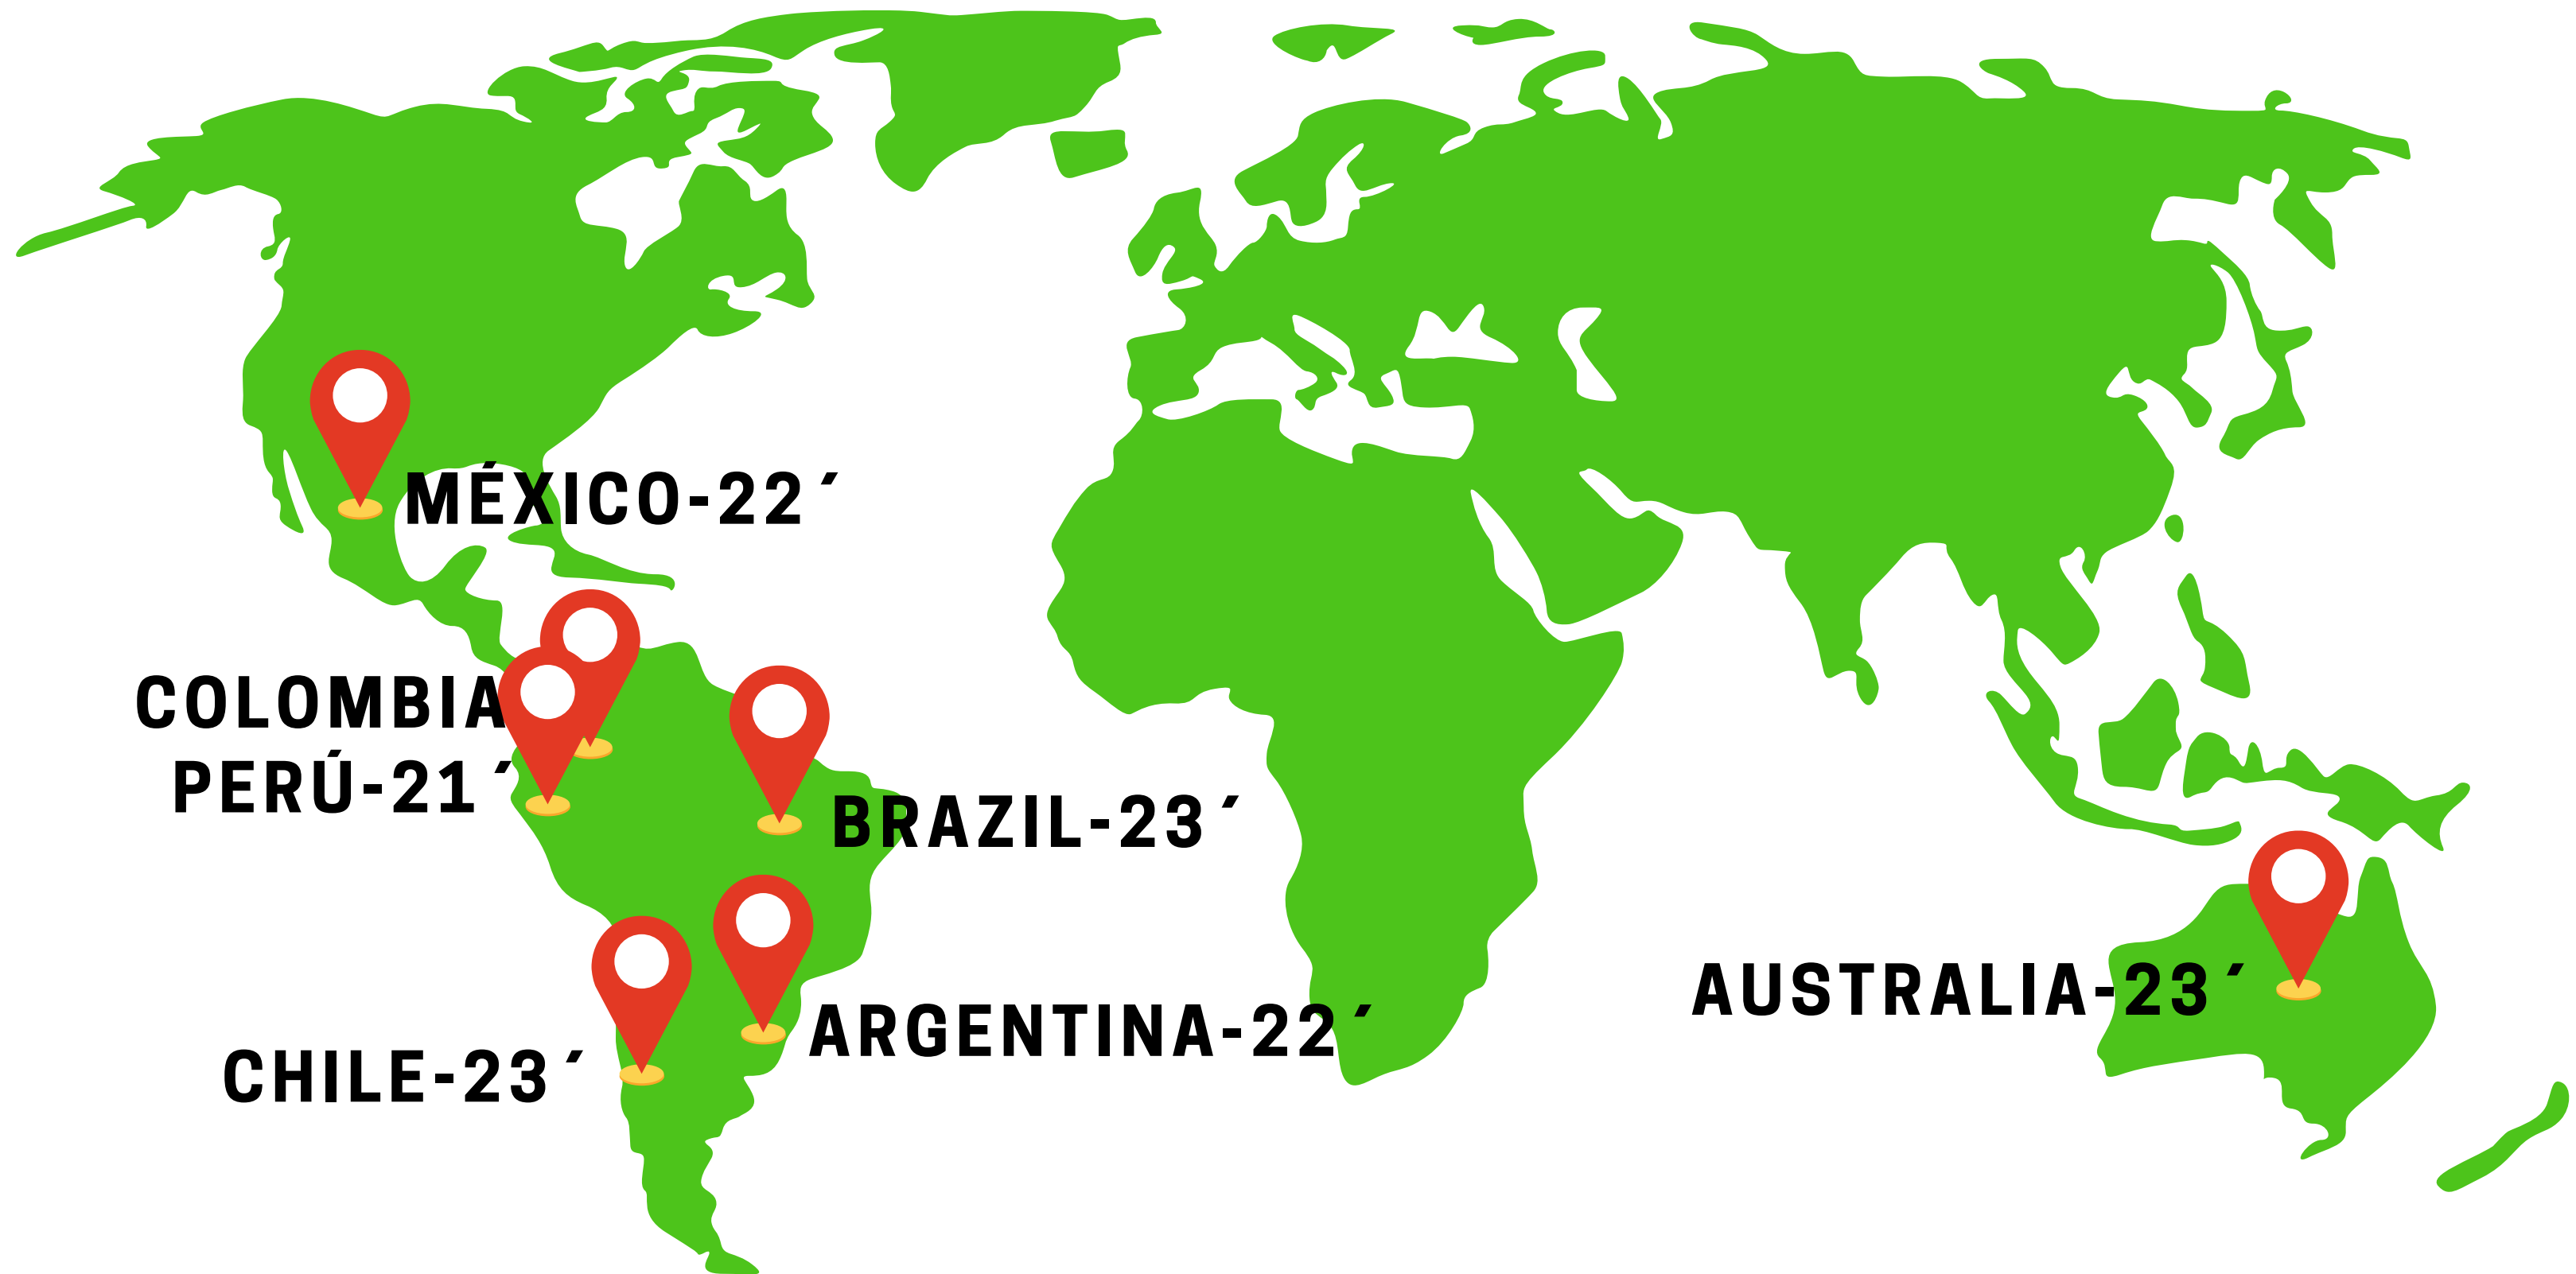 MÉXICO-22´
COLOMBIA
PERÚ-21´
BRAZIL-23´
AUSTRALIA-23´
ARGENTINA-22´
CHILE-23´